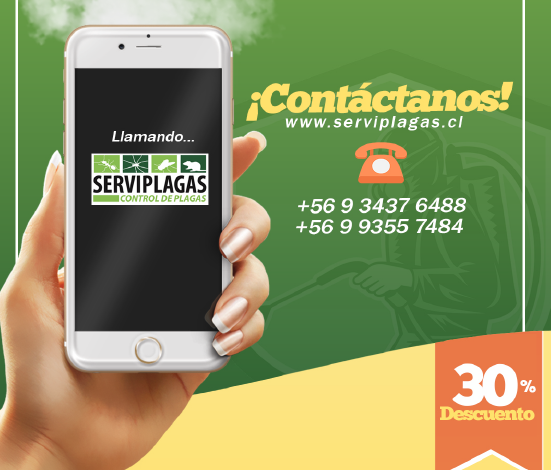 ¡Contáctanos!
www.serviplagas.cl
Llamando...
SERVIPLAGAS
CONTROL DE PLAGAS
+56 9 3437 6488
+56 9 9355 7484
30%
Descuento